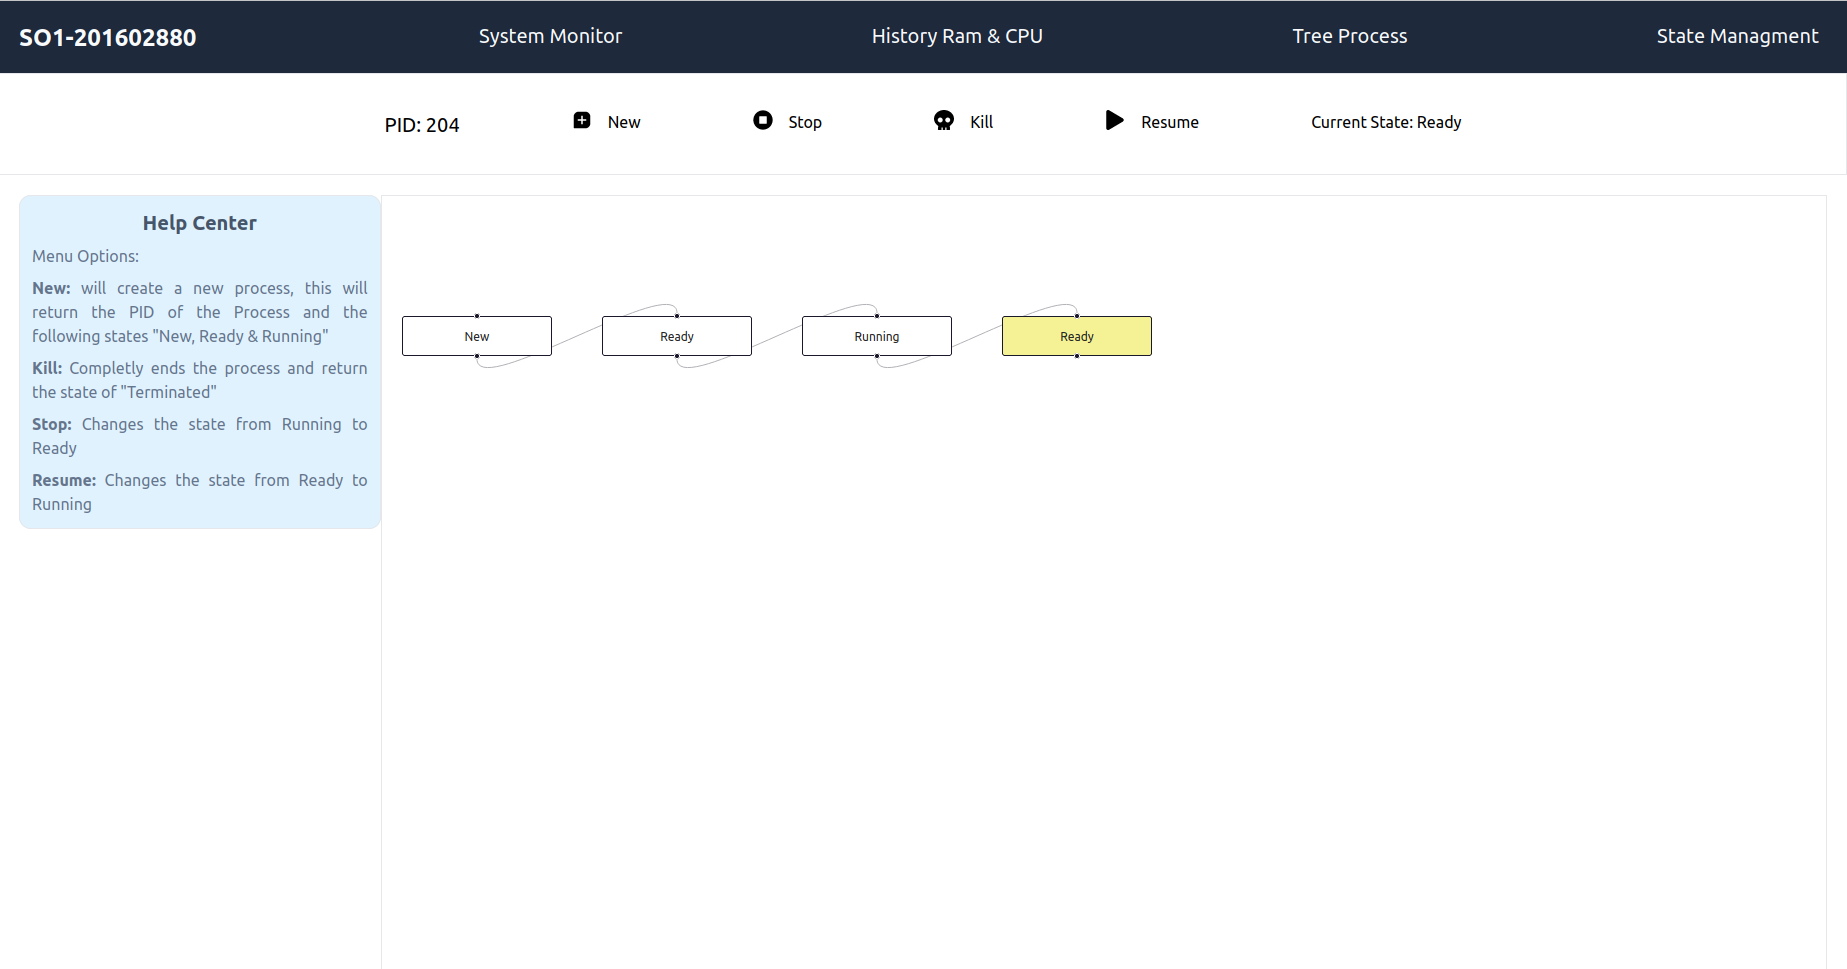 SO1-201602880
System Monitor
History Ram & CPU
Tree Process
State Managment
PID: 204
New
Stop
Kill
Resume
Current State: Ready
Help Center
Menu Options:
New: will create a new process, this will
return the PID of the Process and the
following states "New, Ready & Running"
Kill: Completly ends the process and return
the state of "Terminated"
Stop: Changes the state from Running to
Ready
Resume: Changes the state from Ready to
Running
New
Ready
Running
Ready